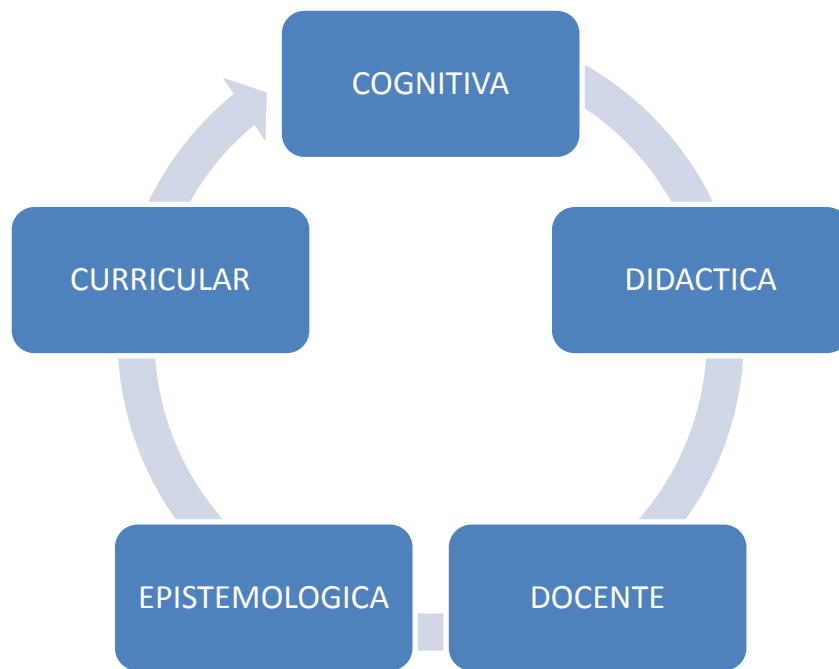 COGNITIVA
DIDACTICA
DOCENTE
EPISTEMOLOGICA
CURRICULAR